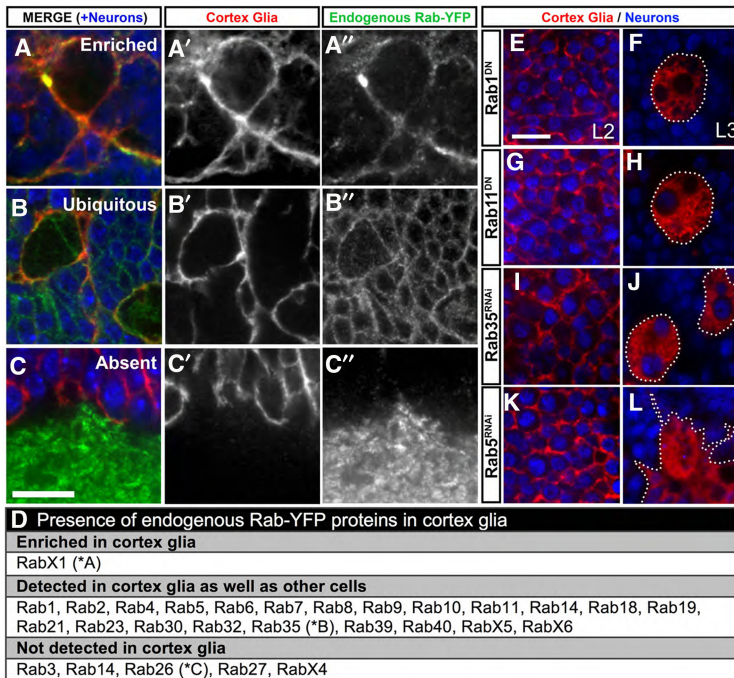 MERGE (+Neurons) Cortex Glia Endogenous Rab-YFP
A Enriched A′ A″
B Ubiquitous B′ B″
C Absent C′ C″
Cortex Glia / Neurons
Rab1DN E L2 F L3
Rab11DN G H
Rab35RNAi I J
Rab5RNAi K L
D Presence of endogenous Rab-YFP proteins in cortex glia
Enriched in cortex glia
RabX1 (*A)
Detected in cortex glia as well as other cells
Rab1, Rab2, Rab4, Rab5, Rab6, Rab7, Rab8, Rab9, Rab10, Rab11, Rab14, Rab18, Rab19,
Rab21, Rab23, Rab30, Rab32, Rab35 (*B), Rab39, Rab40, RabX5, RabX6
Not detected in cortex glia
Rab3, Rab14, Rab26 (*C), Rab27, RabX4